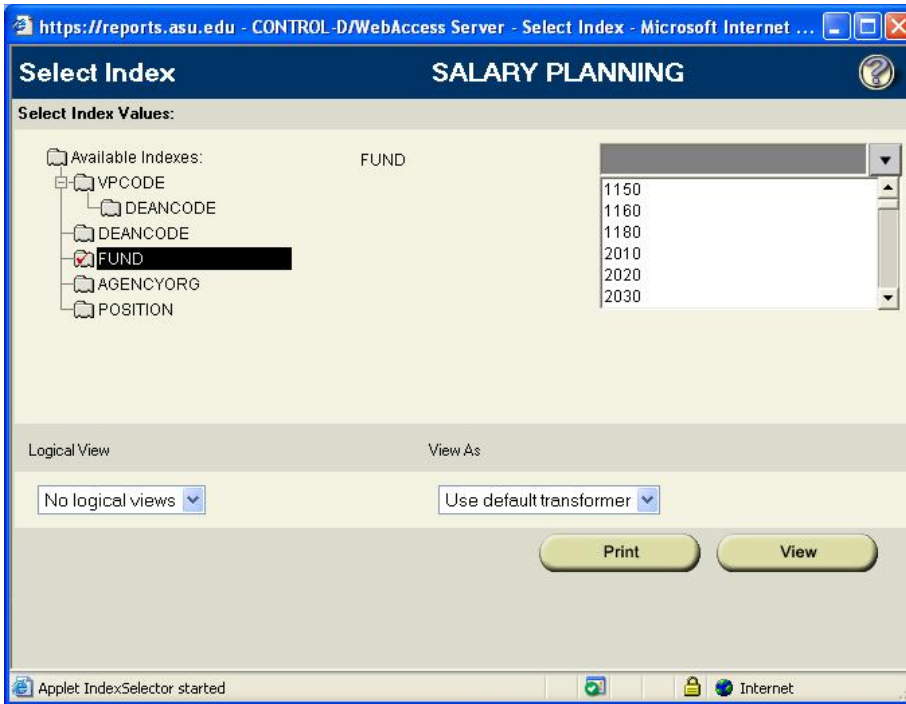 https://reports.asu.edu - CONTROL-D/WebAccess Server - Select Index - Microsoft Internet ...
Select Index SALARY PLANNING
Select Index Values:
Available Indexes: FUND
VPCODE
DEANCODE
DEANCODE
FUND
AGENCYORG
POSITION
1150
1160
1180
2010
2020
2030
Logical View View As
No logical views Use default transformer
Print View
Applet IndexSelector started Internet